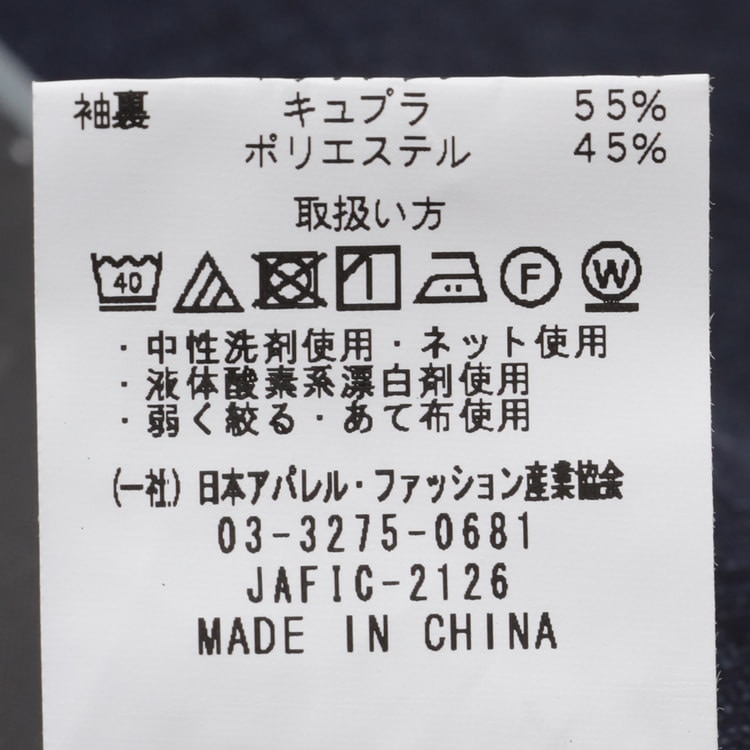 袖裏 キュプラ 55%
ポリエステル 45%
取扱い方
40 F W
・中性洗剤使用・ネット使用
・液体酸素系漂白剤使用
・弱く絞る・あて布使用
(一社)日本アパレル・ファッション産業協会
03-3275-0681
JAFIC-2126
MADE IN CHINA